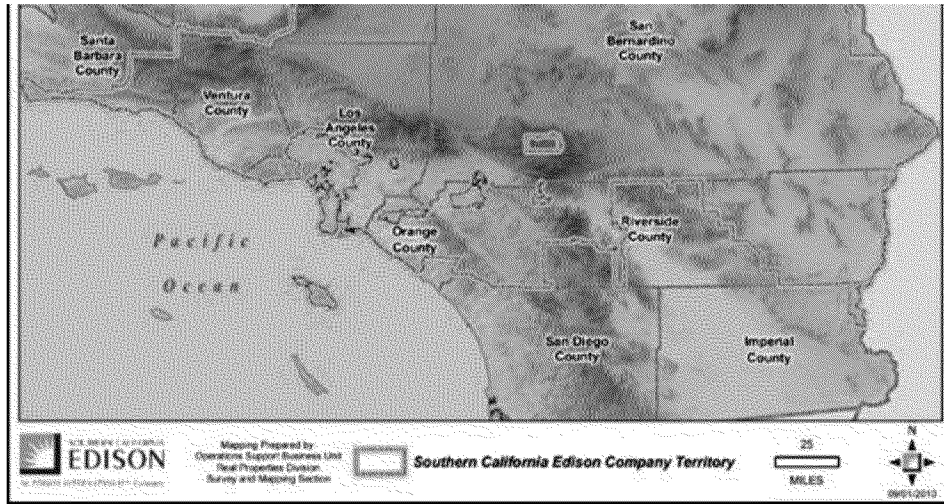 San
Bernardino
County
Santa
Barbara
County
Ventura
County
Los
Angeles
County
Riverside
County
Orange
County
Pacific
Ocean
San Diego
County
Imperial
County
SOUTHERN CALIFORNIA
EDISON
Mapping Prepared by
Operations Support Business Unit
Real Properties Division
Survey and Mapping Section
Southern California Edison Company Territory
25
MILES
N